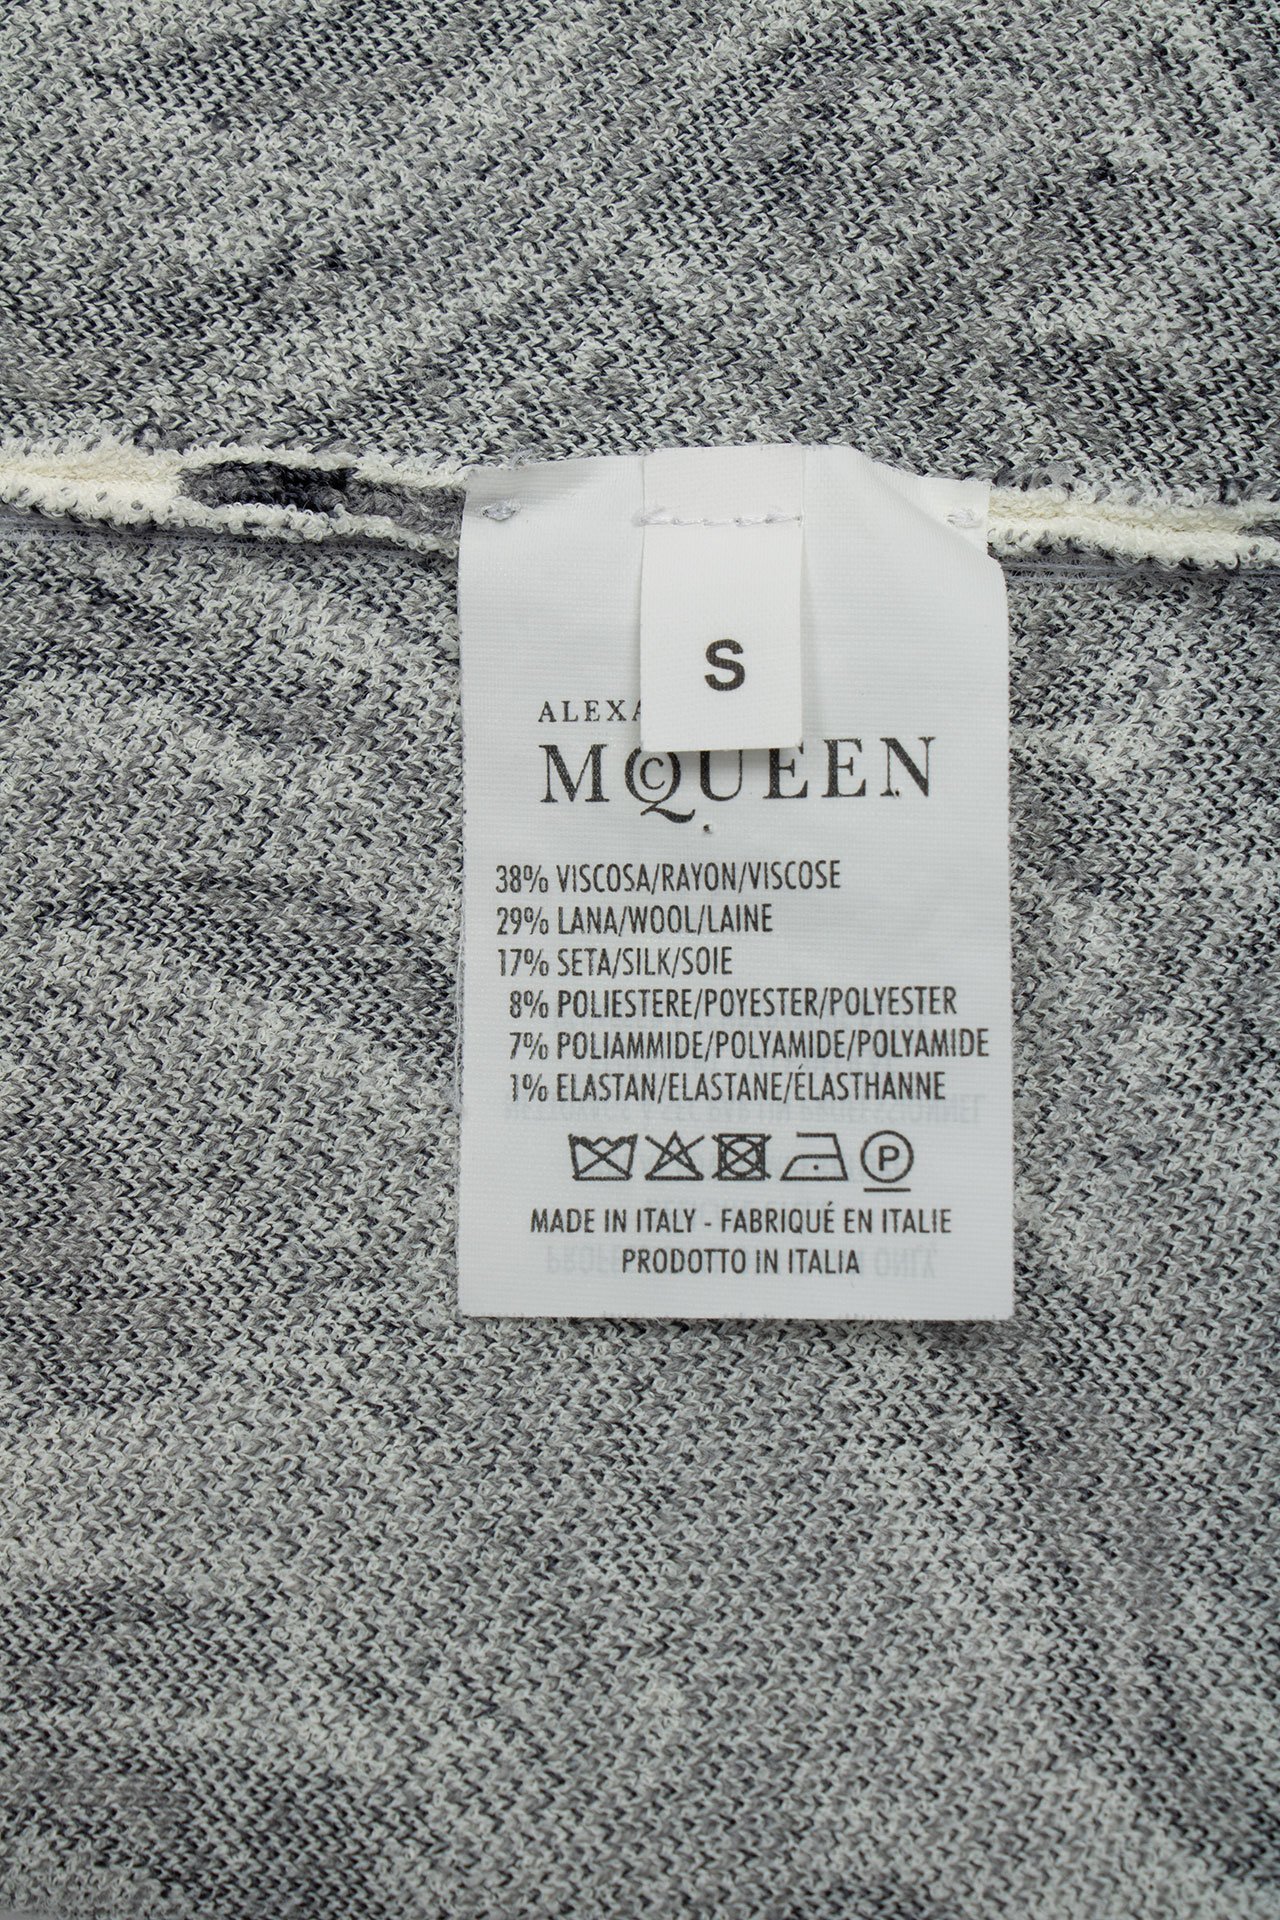 S
MCQUEEN
38% VISCOSA/RAYON/VISCOSE
29% LANA/WOOL/LAINE
17% SETA/SILK/SOIE
8% POLIESTERE/POYESTER/POLYESTER
7% POLIAMMIDE/POLYAMIDE/POLYAMIDE
1% ELASTAN/ELASTANE/ÉLASTHANNE
P
MADE IN ITALY - FABRIQUÉ EN ITALIE
PRODOTTO IN ITALIA